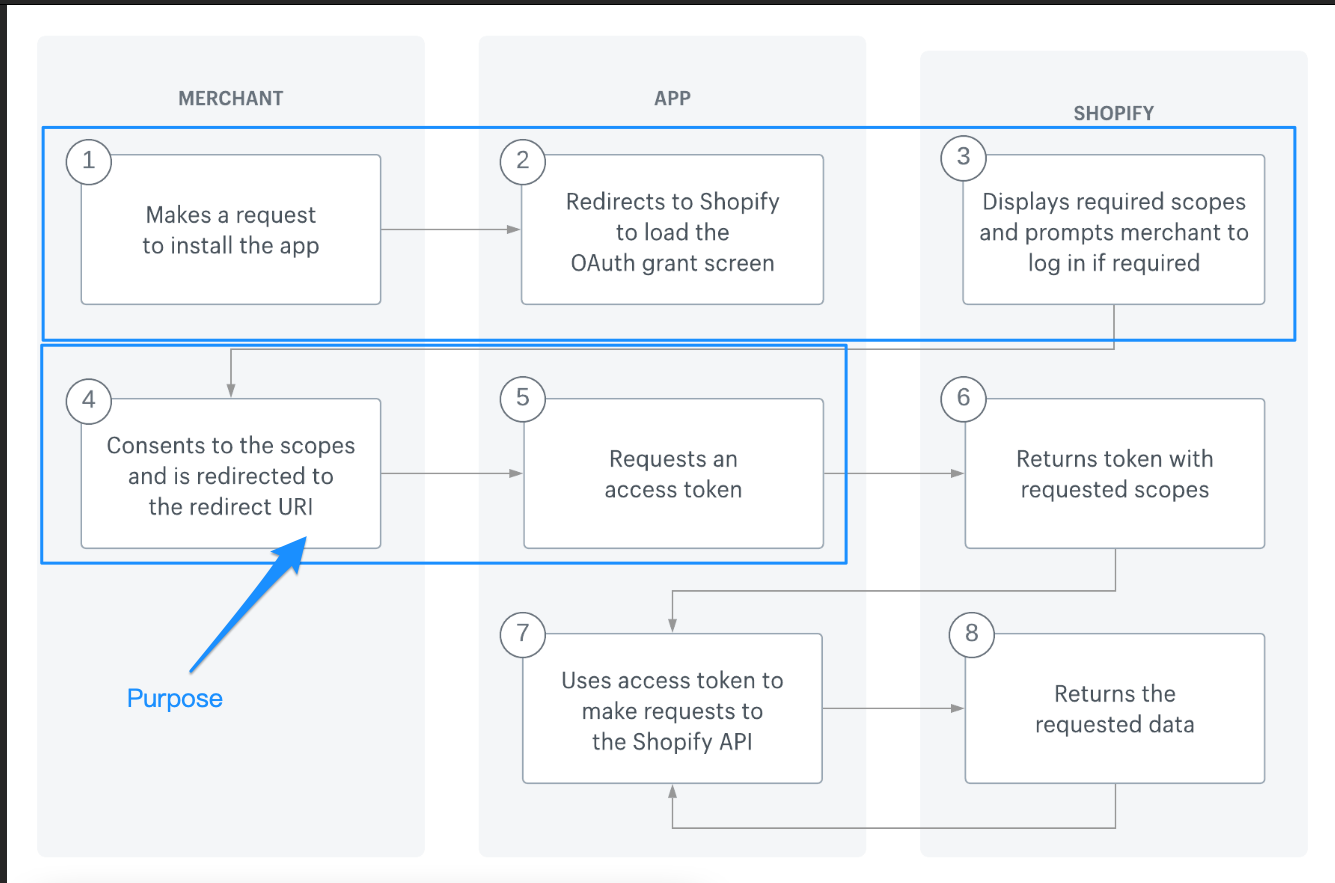 MERCHANT
APP
SHOPIFY
1
Makes a request
to install the app
2
Redirects to Shopify
to load the
OAuth grant screen
3
Displays required scopes
and prompts merchant to
log in if required
4
Consents to the scopes
and is redirected to
the redirect URI
5
Requests an
access token
6
Returns token with
requested scopes
7
Uses access token to
make requests to
the Shopify API
8
Returns the
requested data
Purpose